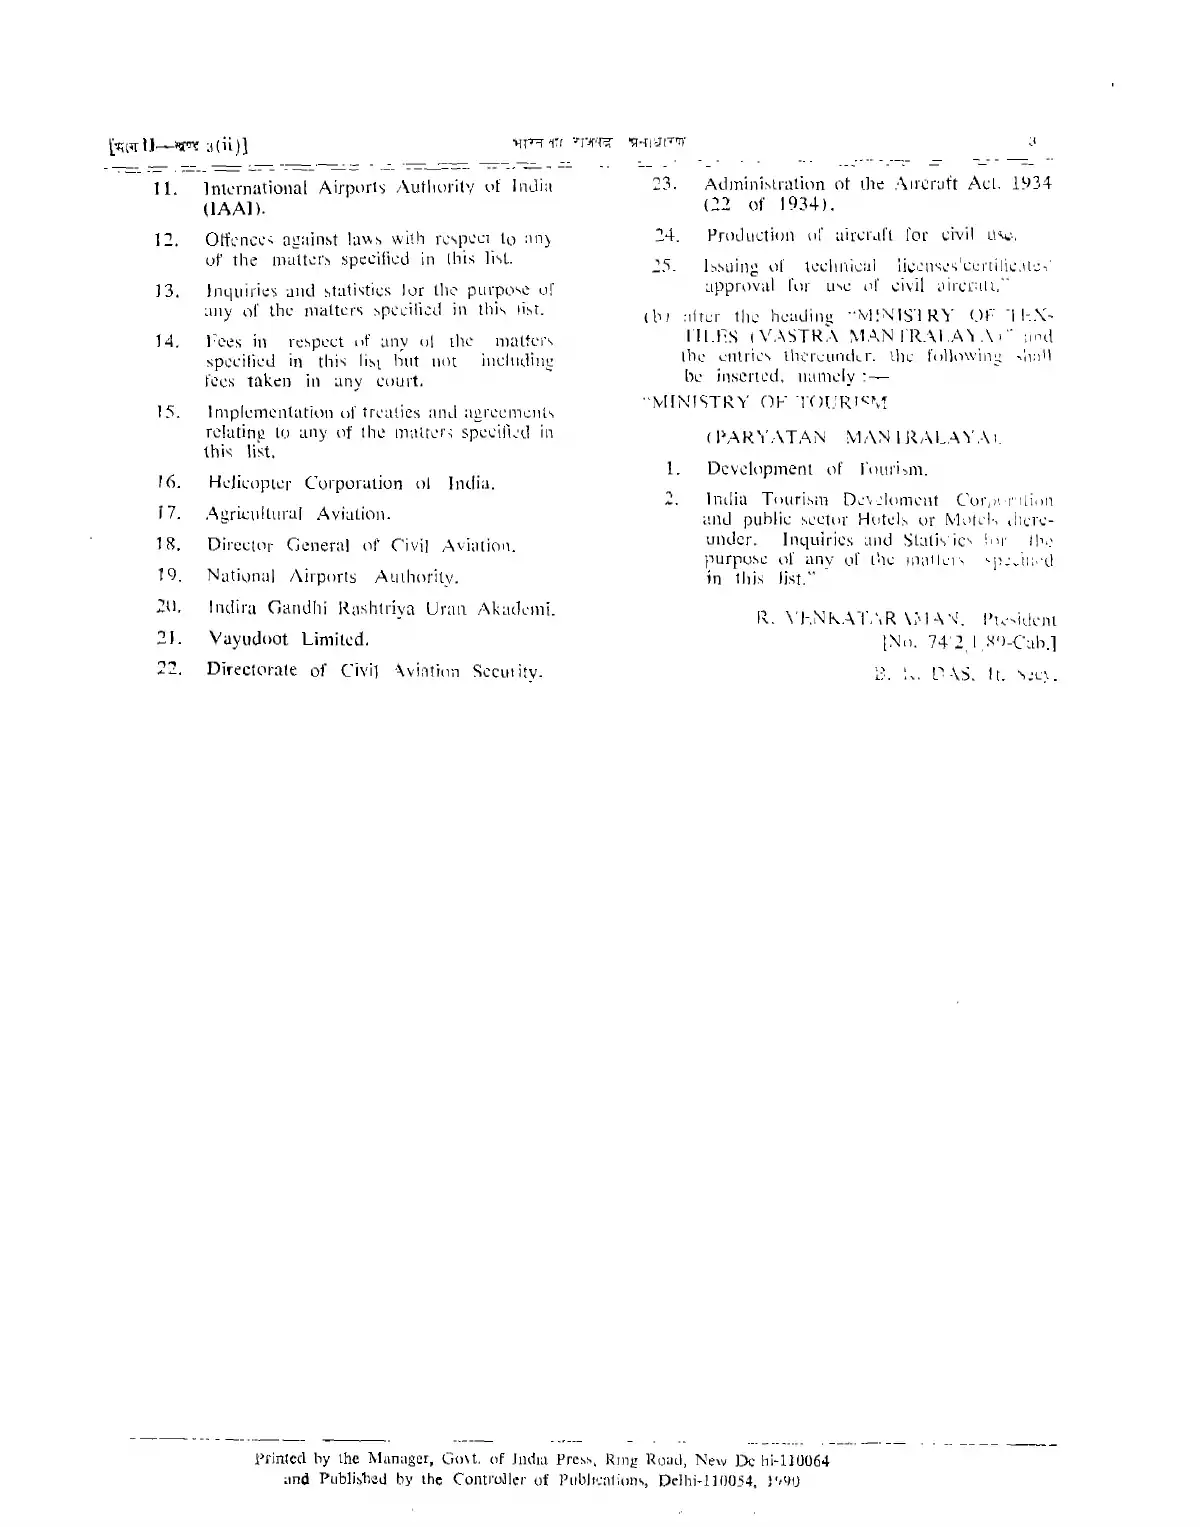 [भाग II—खण्ड 3(ii)]
भारत का राजपत्र : असाधारण
3
11. International Airports Authority of India
(IAAI).
12. Offences against laws with respect to any
of the matters specified in this list.
13. Inquiries and statistics for the purpose of
any of the matters specified in this list.
14. Fees in respect of any of the matters
specified in this list but not including
fees taken in any court.
15. Implementation of treaties and agreements
relating to any of the matters specified in
this list.
16. Helicopter Corporation of India.
17. Agricultural Aviation.
18. Director General of Civil Aviation.
19. National Airports Authority.
20. Indira Gandhi Rashtriya Uran Akademi.
21. Vayudoot Limited.
22. Directorate of Civil Aviation Security.
23. Administration of the Aircraft Act, 1934
(22 of 1934).
24. Production of aircraft for civil use.
25. Issuing of technical licenses/certificates/
approval for use of civil aircraft."
(b) after the heading "MINISTRY OF TEX-
TILES (VASTRA MANTRALAYA)" and
the entries thereunder, the following shall
be inserted, namely :—
"MINISTRY OF TOURISM
(PARYATAN MANTRALAYA).
1. Development of Tourism.
2. India Tourism Develoment Corporation
and public sector Hotels or Motels there-
under. Inquiries and Statistics for the
purpose of any of the matters specified
in this list."
R. VENKATARAMAN, President
[No. 74/2/1/89-Cab.]
DAS, Jt. Secy.
Printed by the Manager, Govt. of India Press, Ring Road, New Delhi-110064
and Published by the Controller of Publications, Delhi-110054, 1990